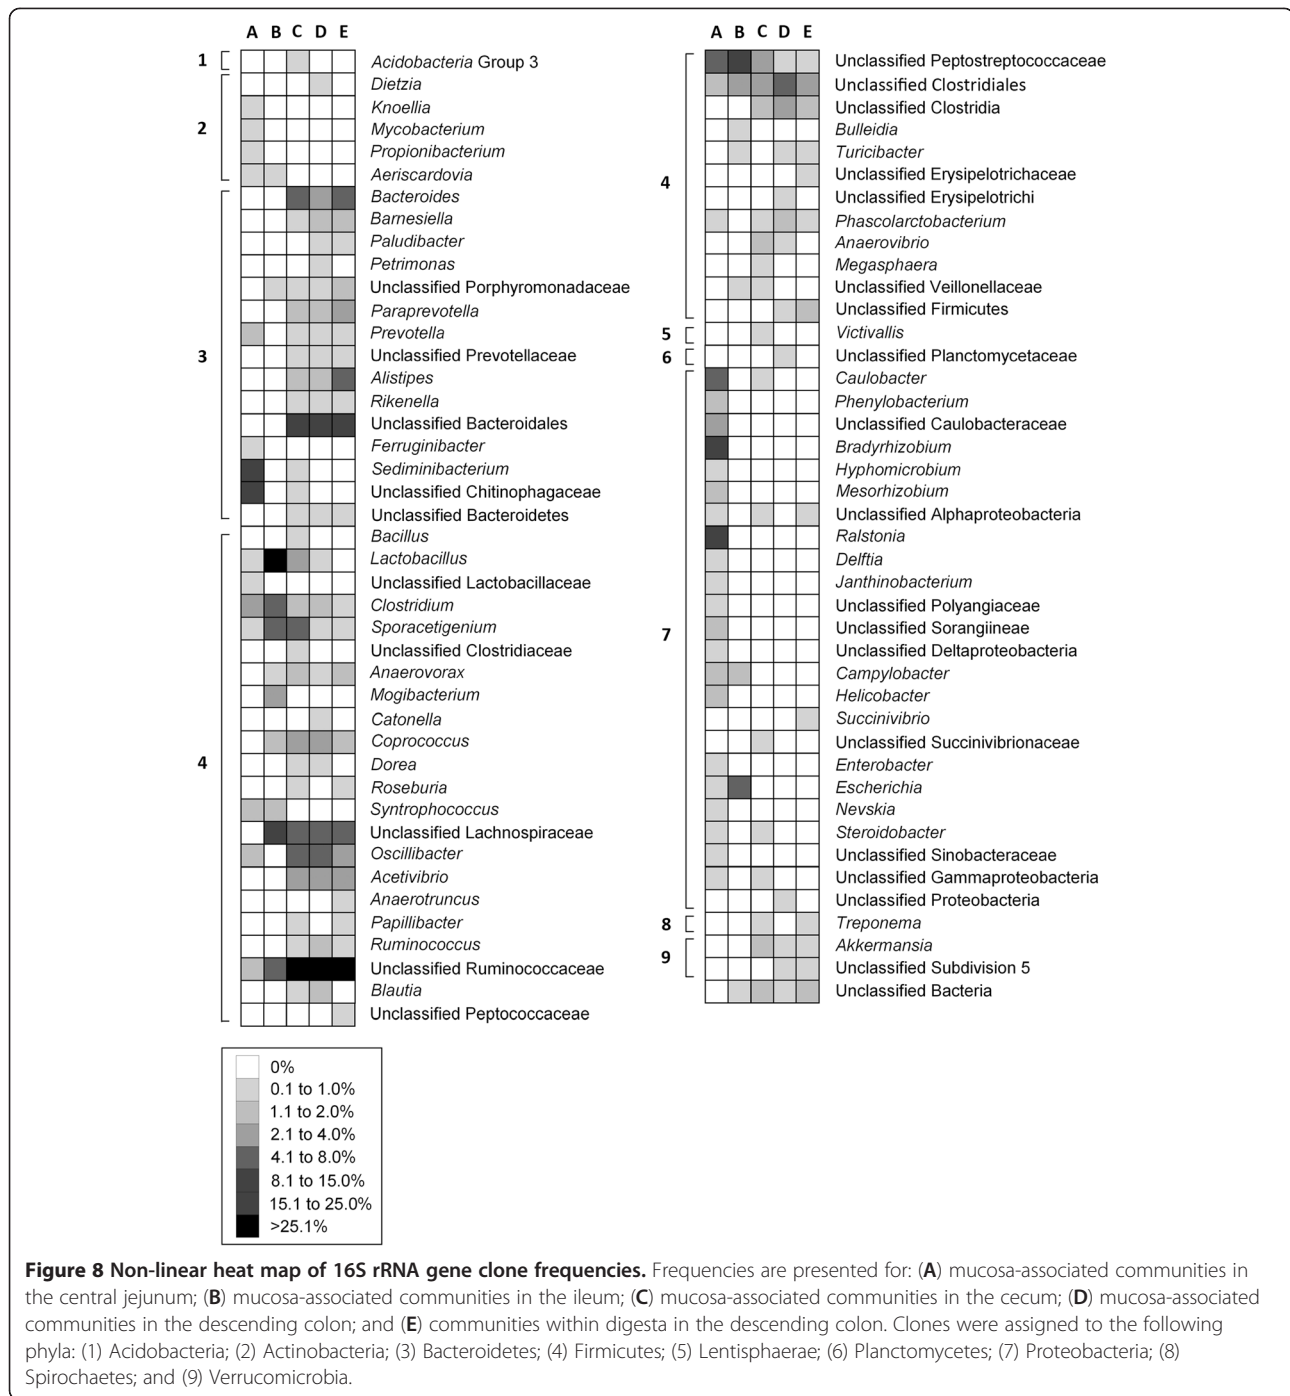 A B C D E
1 Acidobacteria Group 3
Dietzia
Knoellia
2 Mycobacterium
Propionibacterium
Aeriscardovia
Bacteroides
Barnesiella
Paludibacter
Petrimonas
Unclassified Porphyromonadaceae
Paraprevotella
Prevotella
3 Unclassified Prevotellaceae
Alistipes
Rikenella
Unclassified Bacteroidales
Ferruginibacter
Sediminibacterium
Unclassified Chitinophagaceae
Unclassified Bacteroidetes
Bacillus
Lactobacillus
Unclassified Lactobacillaceae
Clostridium
Sporacetigenium
Unclassified Clostridiaceae
Anaerovorax
Mogibacterium
Catonella
Coprococcus
4 Dorea
Roseburia
Syntrophococcus
Unclassified Lachnospiraceae
Oscillibacter
Acetivibrio
Anaerotruncus
Papillibacter
Ruminococcus
Unclassified Ruminococcaceae
Blautia
Unclassified Peptococcaceae
A B C D E
Unclassified Peptostreptococcaceae
Unclassified Clostridiales
Unclassified Clostridia
Bulleidia
Turicibacter
4 Unclassified Erysipelotrichaceae
Unclassified Erysipelotrichi
Phascolarctobacterium
Anaerovibrio
Megasphaera
Unclassified Veillonellaceae
Unclassified Firmicutes
5 Victivallis
6 Unclassified Planctomycetaceae
Caulobacter
Phenylobacterium
Unclassified Caulobacteraceae
Bradyrhizobium
Hyphomicrobium
Mesorhizobium
Unclassified Alphaproteobacteria
Ralstonia
Delftia
Janthinobacterium
Unclassified Polyangiaceae
7 Unclassified Sorangiineae
Unclassified Deltaproteobacteria
Campylobacter
Helicobacter
Succinivibrio
Unclassified Succinivibrionaceae
Enterobacter
Escherichia
Nevskia
Steroidobacter
Unclassified Sinobacteraceae
Unclassified Gammaproteobacteria
Unclassified Proteobacteria
8 Treponema
Akkermansia
9 Unclassified Subdivision 5
Unclassified Bacteria
0%
0.1 to 1.0%
1.1 to 2.0%
2.1 to 4.0%
4.1 to 8.0%
8.1 to 15.0%
15.1 to 25.0%
>25.1%
Figure 8 Non-linear heat map of 16S rRNA gene clone frequencies. Frequencies are presented for: (A) mucosa-associated communities in
the central jejunum; (B) mucosa-associated communities in the ileum; (C) mucosa-associated communities in the cecum; (D) mucosa-associated
communities in the descending colon; and (E) communities within digesta in the descending colon. Clones were assigned to the following
phyla: (1) Acidobacteria; (2) Actinobacteria; (3) Bacteroidetes; (4) Firmicutes; (5) Lentisphaerae; (6) Planctomycetes; (7) Proteobacteria; (8)
Spirochaetes; and (9) Verrucomicrobia.